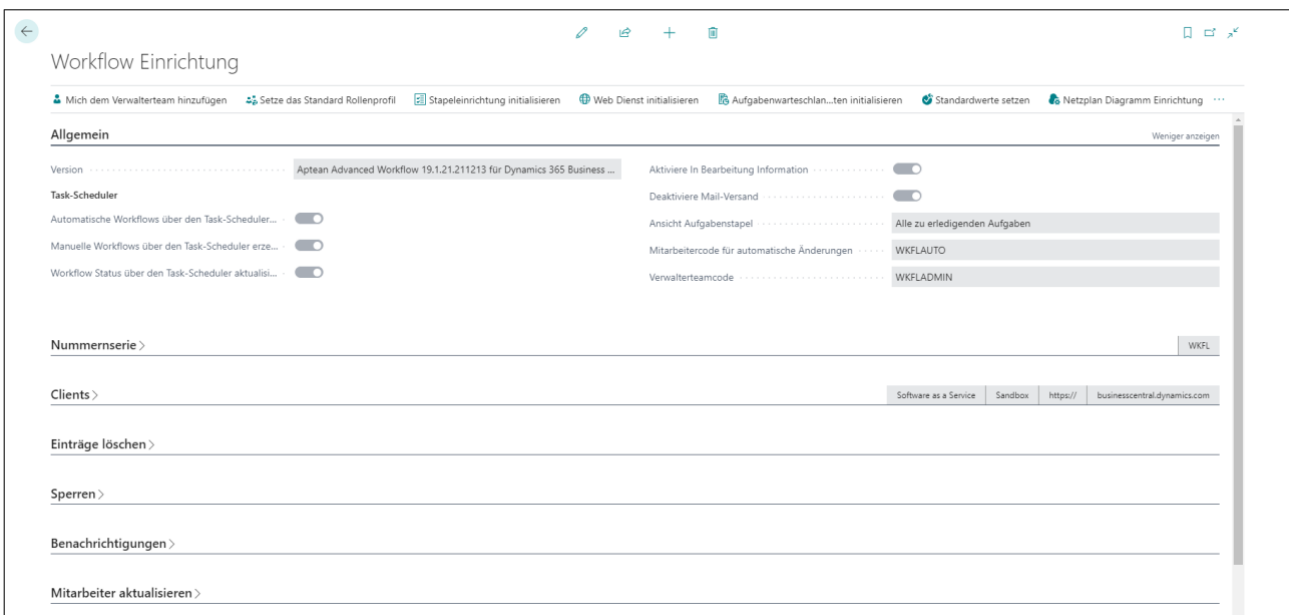 Workflow Einrichtung
Mich dem Verwalterteam hinzufügen Setze das Standard Rollenprofil Stapeleinrichtung initialisieren Web Dienst initialisieren Aufgabenwarteschlan...ten initialisieren Standardwerte setzen Netzplan Diagramm Einrichtung ...
Allgemein Weniger anzeigen
Version Aptean Advanced Workflow 19.1.21.211213 für Dynamics 365 Business ...
Task-Scheduler
Automatische Workflows über den Task-Scheduler...
Manuelle Workflows über den Task-Scheduler erze...
Workflow Status über den Task-Scheduler aktualisi...
Aktiviere In Bearbeitung Information
Deaktiviere Mail-Versand
Ansicht Aufgabenstapel Alle zu erledigenden Aufgaben
Mitarbeitercode für automatische Änderungen WKFLAUTO
Verwalterteamcode WKFLADMIN
Nummernserie > WKFL
Clients > Software as a Service Sandbox https:// businesscentral.dynamics.com
Einträge löschen >
Sperren >
Benachrichtigungen >
Mitarbeiter aktualisieren >